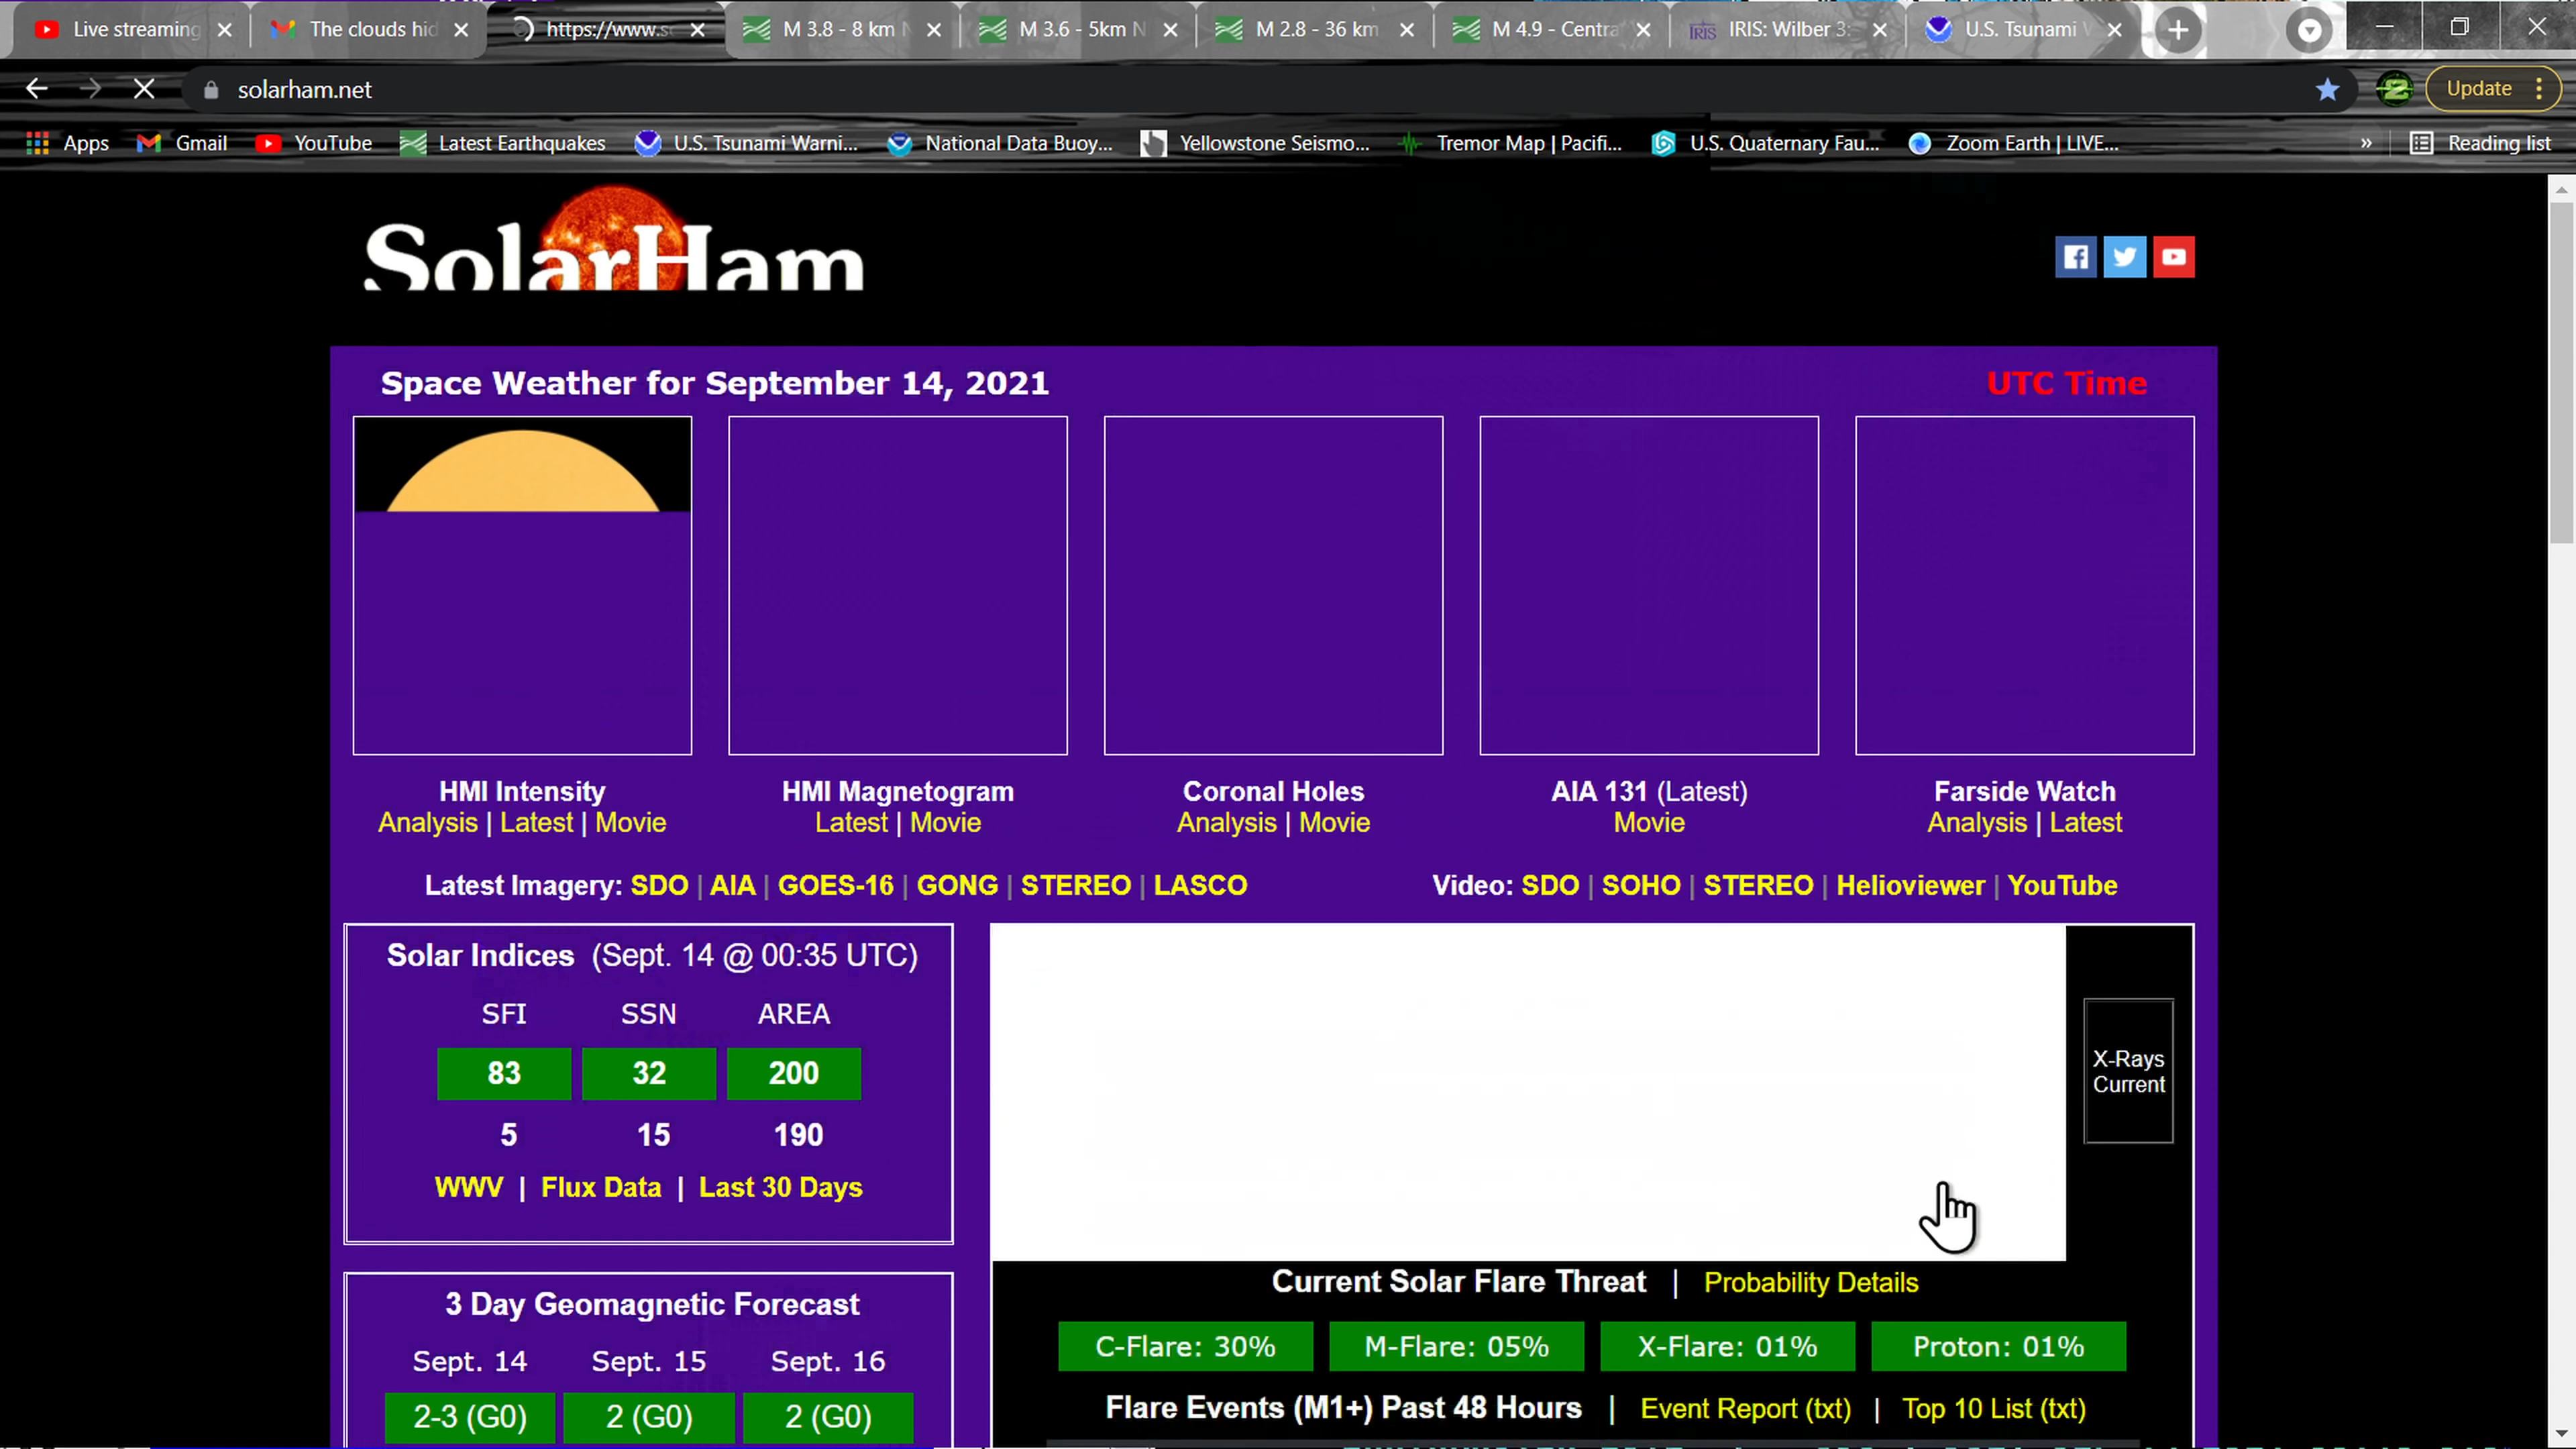 Live streaming
The clouds hid
https://www.s
M 3.8 - 8 km N
M 3.6 - 5km N
M 2.8 - 36 km
M 4.9 - Centra
IRIS IRIS: Wilber 3:
U.S. Tsunami W
solarham.net
Update
Apps
Gmail
YouTube
Latest Earthquakes
U.S. Tsunami Warni...
National Data Buoy...
Yellowstone Seismo...
Tremor Map | Pacifi...
U.S. Quaternary Fau...
Zoom Earth | LIVE...
»
Reading list
SolarHam
Space Weather for September 14, 2021
UTC Time
HMI Intensity
Analysis | Latest | Movie
HMI Magnetogram
Latest | Movie
Coronal Holes
Analysis | Movie
AIA 131 (Latest)
Movie
Farside Watch
Analysis | Latest
Latest Imagery: SDO | AIA | GOES-16 | GONG | STEREO | LASCO
Video: SDO | SOHO | STEREO | Helioviewer | YouTube
Solar Indices (Sept. 14 @ 00:35 UTC)
SFI SSN AREA
83 32 200
5 15 190
WWV | Flux Data | Last 30 Days
X-Rays
Current
3 Day Geomagnetic Forecast
Sept. 14 Sept. 15 Sept. 16
2-3 (G0) 2 (G0) 2 (G0)
Current Solar Flare Threat | Probability Details
C-Flare: 30% M-Flare: 05% X-Flare: 01% Proton: 01%
Flare Events (M1+) Past 48 Hours | Event Report (txt) | Top 10 List (txt)